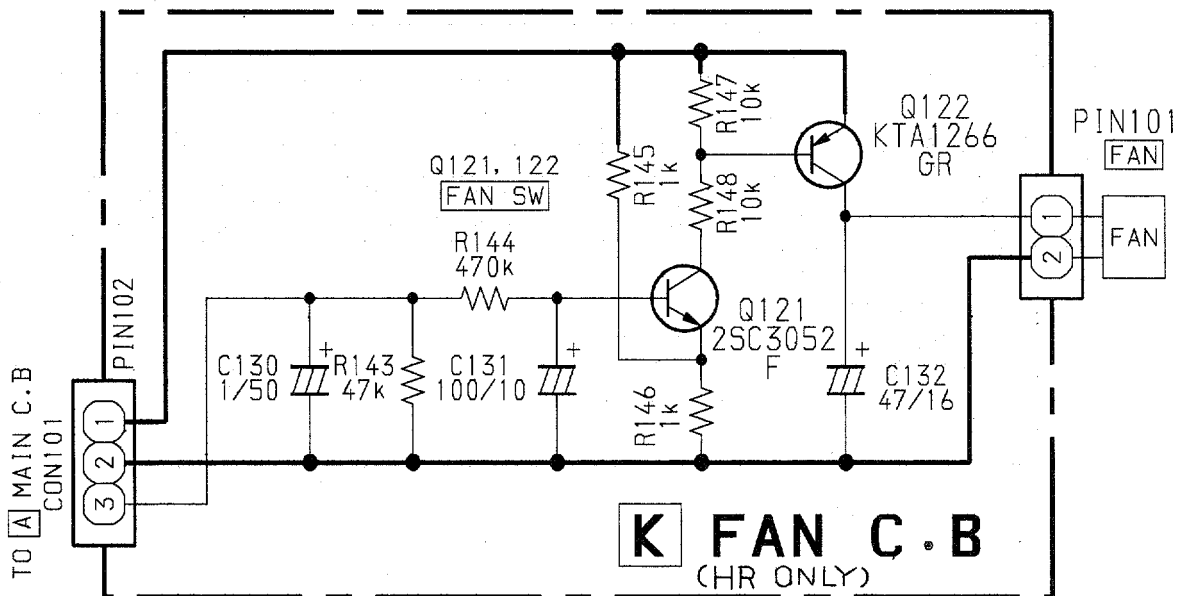 R147
10k
Q122
KTA1266
GR
PIN101
FAN
Q121, 122
FAN SW
R145
1k
R148
10k
1
2
FAN
R144
470k
PIN102
Q121
2SC3052
F
C130
1/50
+
R143
47k
C131
100/10
+
R146
1k
+
C132
47/16
TO A MAIN C.B
CON101
1
2
3
K FAN C.B
(HR ONLY)